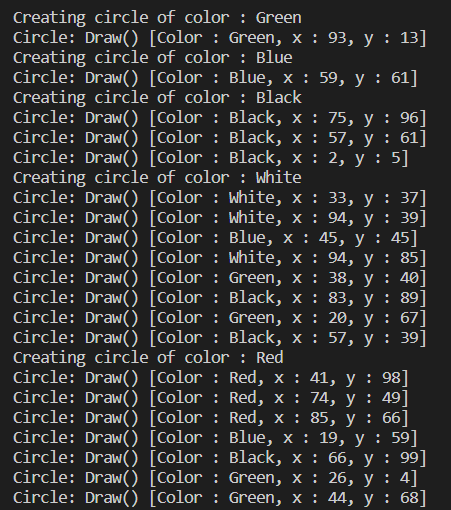 Creating circle of color : Green
Circle: Draw() [Color : Green, x : 93, y : 13]
Creating circle of color : Blue
Circle: Draw() [Color : Blue, x : 59, y : 61]
Creating circle of color : Black
Circle: Draw() [Color : Black, x : 75, y : 96]
Circle: Draw() [Color : Black, x : 57, y : 61]
Circle: Draw() [Color : Black, x : 2, y : 5]
Creating circle of color : White
Circle: Draw() [Color : White, x : 33, y : 37]
Circle: Draw() [Color : White, x : 94, y : 39]
Circle: Draw() [Color : Blue, x : 45, y : 45]
Circle: Draw() [Color : White, x : 94, y : 85]
Circle: Draw() [Color : Green, x : 38, y : 40]
Circle: Draw() [Color : Black, x : 83, y : 89]
Circle: Draw() [Color : Green, x : 20, y : 67]
Circle: Draw() [Color : Black, x : 57, y : 39]
Creating circle of color : Red
Circle: Draw() [Color : Red, x : 41, y : 98]
Circle: Draw() [Color : Red, x : 74, y : 49]
Circle: Draw() [Color : Red, x : 85, y : 66]
Circle: Draw() [Color : Blue, x : 19, y : 59]
Circle: Draw() [Color : Black, x : 66, y : 99]
Circle: Draw() [Color : Green, x : 26, y : 4]
Circle: Draw() [Color : Green, x : 44, y : 68]